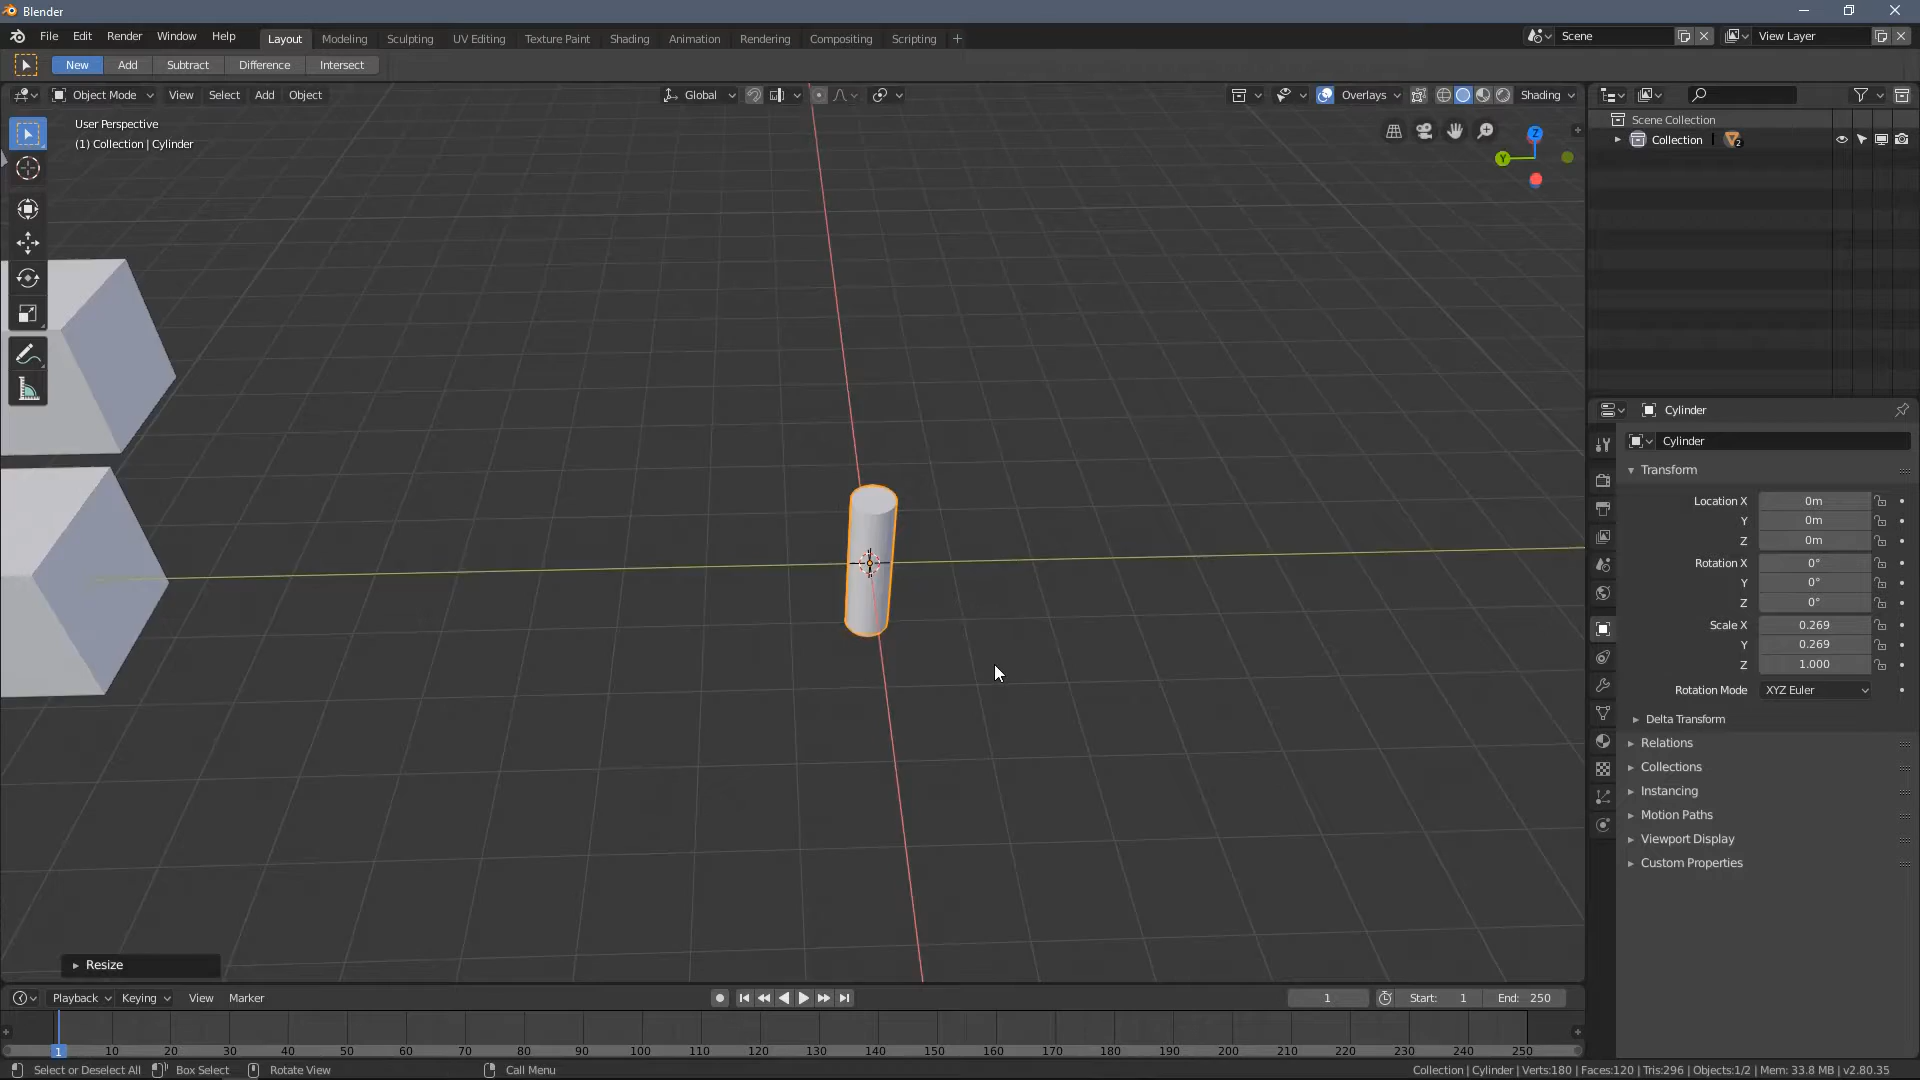 Blender
File Edit Render Window Help Layout Modeling Sculpting UV Editing Texture Paint Shading Animation Rendering Compositing Scripting + Scene View Layer
New Add Subtract Difference Intersect
Object Mode View Select Add Object Global Overlays Shading
User Perspective
(1) Collection | Cylinder
Z
Y
Scene Collection
Collection 2
Cylinder
Cylinder
Transform
Location X 0m
Y 0m
Z 0m
Rotation X 0°
Y 0°
Z 0°
Scale X 0.269
Y 0.269
Z 1.000
Rotation Mode XYZ Euler
Delta Transform
Relations
Collections
Instancing
Motion Paths
Viewport Display
Custom Properties
Resize
Playback Keying View Marker 1 Start: 1 End: 250
1 10 20 30 40 50 60 70 80 90 100 110 120 130 140 150 160 170 180 190 200 210 220 230 240 250
Select or Deselect All Box Select Rotate View Call Menu Collection | Cylinder | Verts:180 | Faces:120 | Tris:296 | Objects:1/2 | Mem: 33.8 MB | v2.80.35